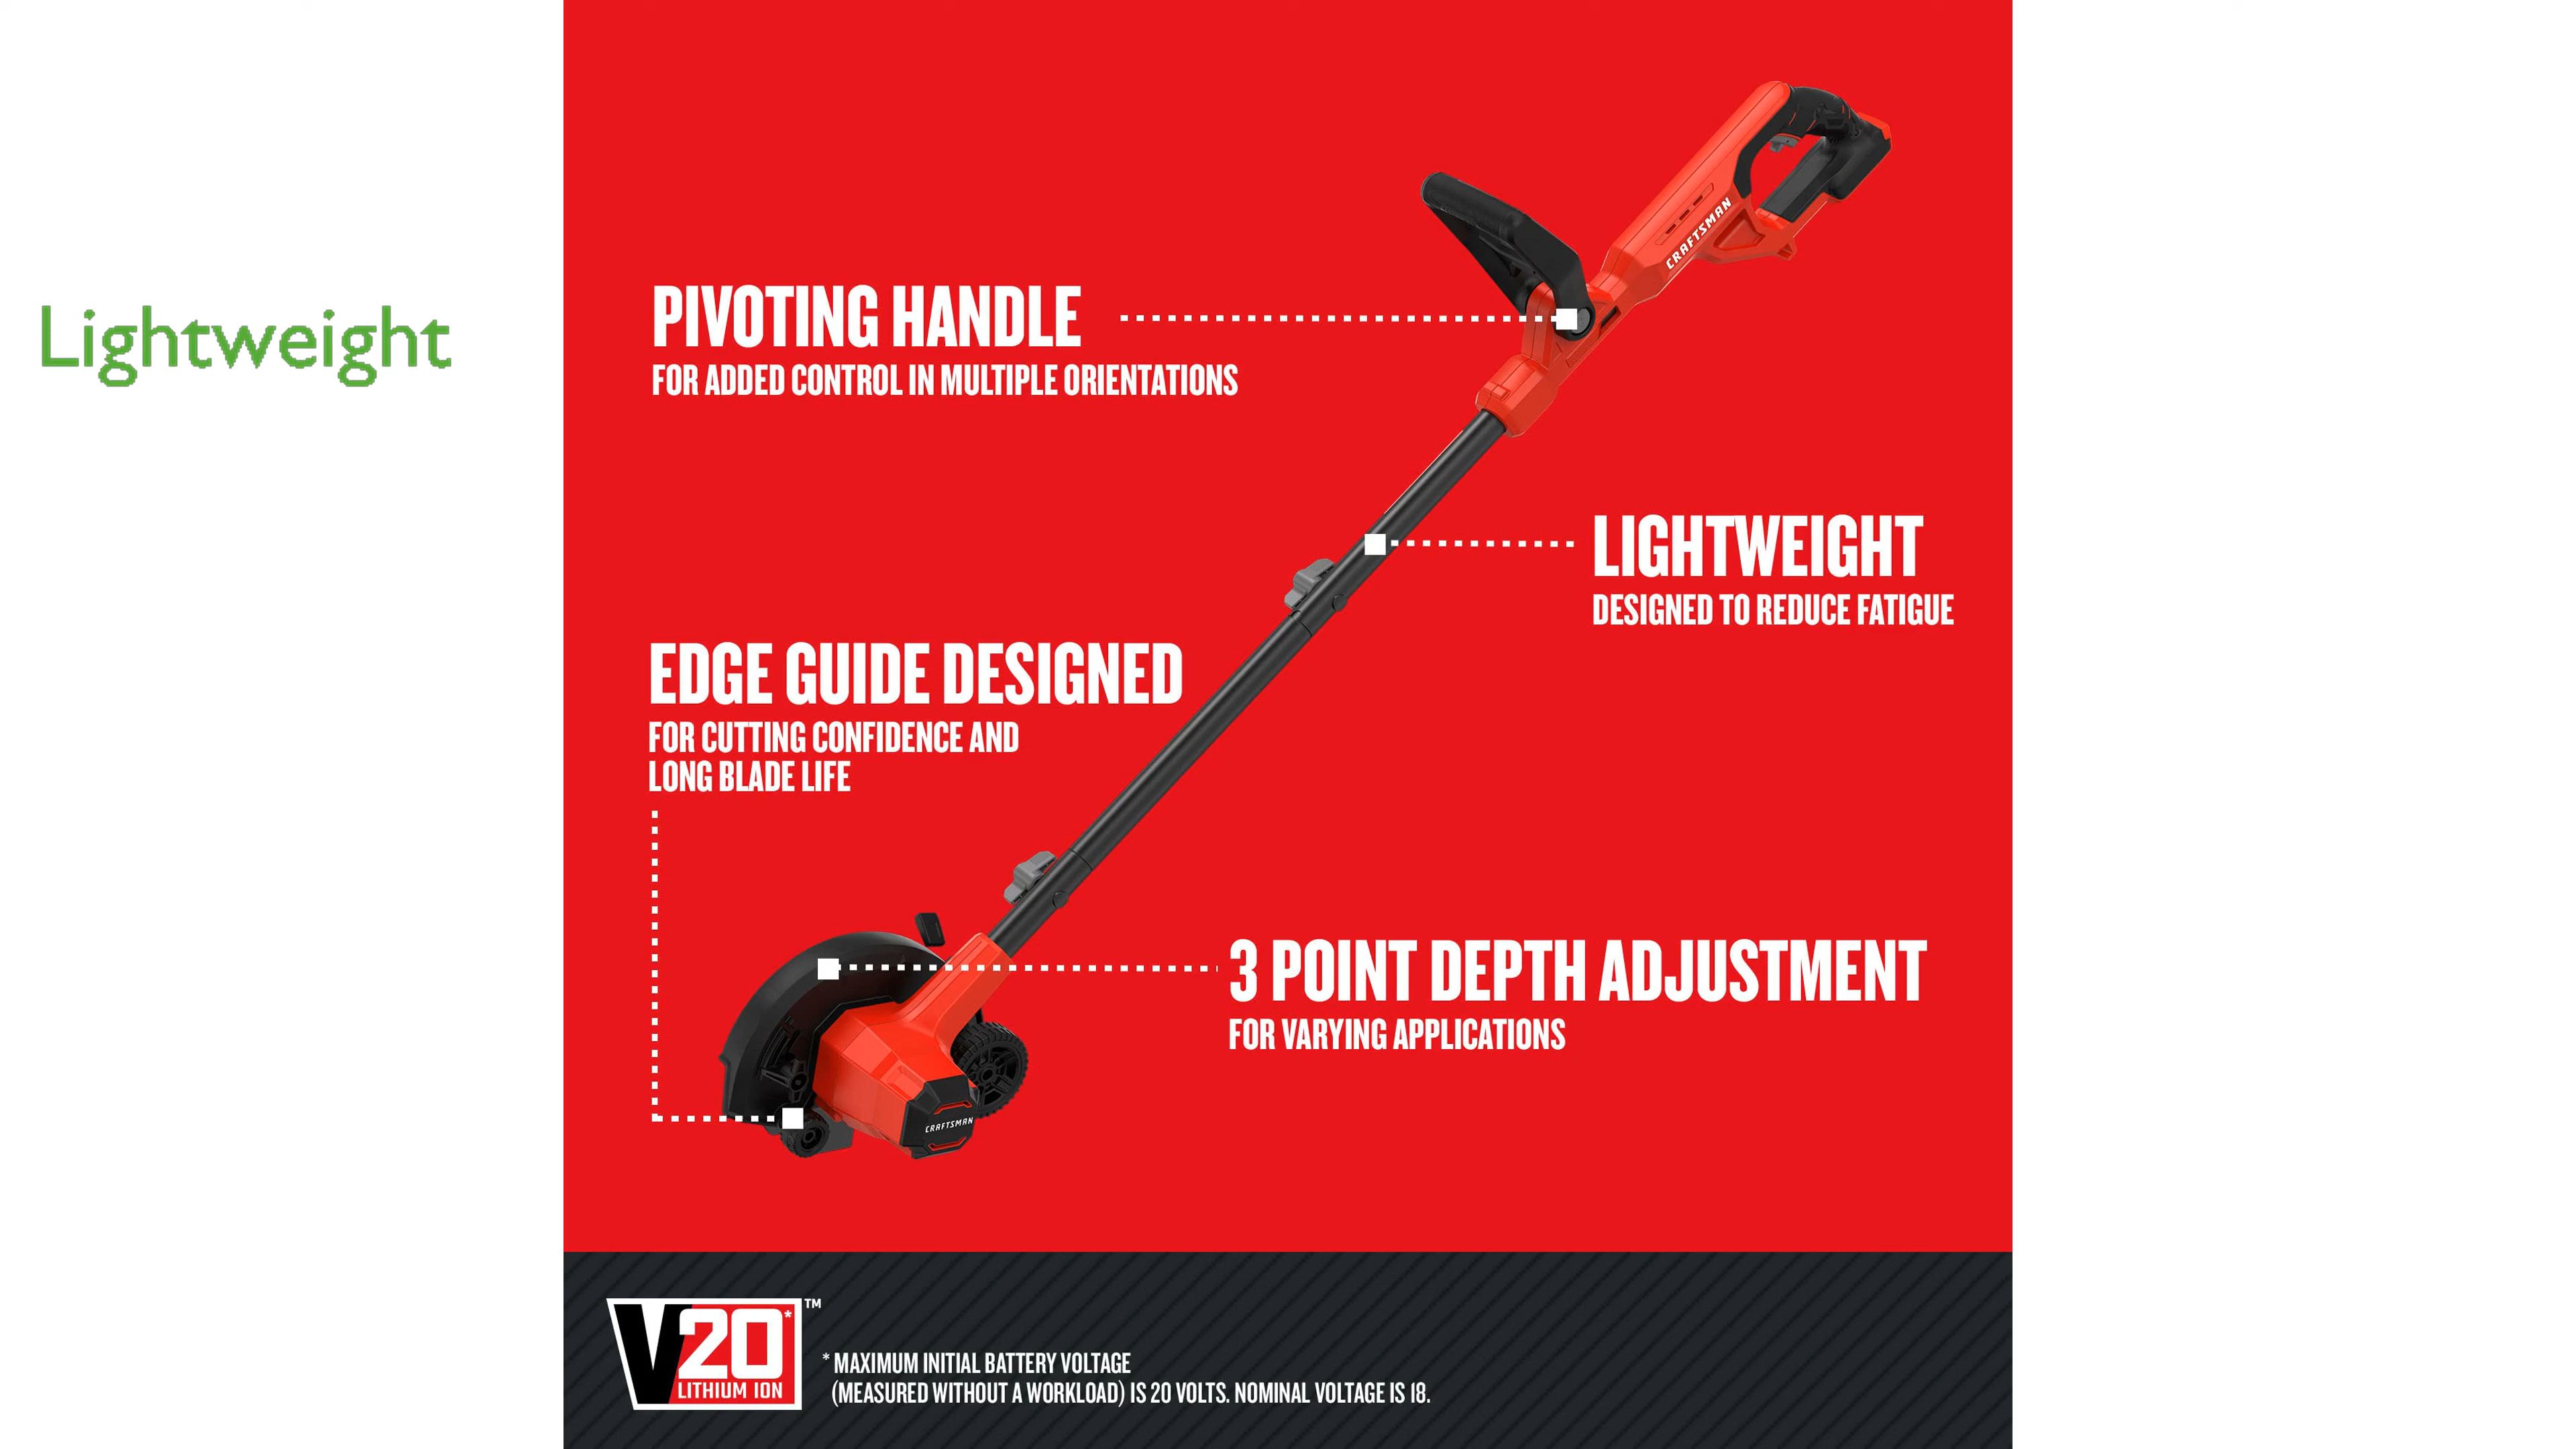 Lightweight
CRAFTSMAN
PIVOTING HANDLE
FOR ADDED CONTROL IN MULTIPLE ORIENTATIONS
LIGHTWEIGHT
DESIGNED TO REDUCE FATIGUE
EDGE GUIDE DESIGNED
FOR CUTTING CONFIDENCE AND
LONG BLADE LIFE
3 POINT DEPTH ADJUSTMENT
FOR VARYING APPLICATIONS
CRAFTSMAN
V20*™
LITHIUM ION
* MAXIMUM INITIAL BATTERY VOLTAGE
(MEASURED WITHOUT A WORKLOAD) IS 20 VOLTS. NOMINAL VOLTAGE IS 18.